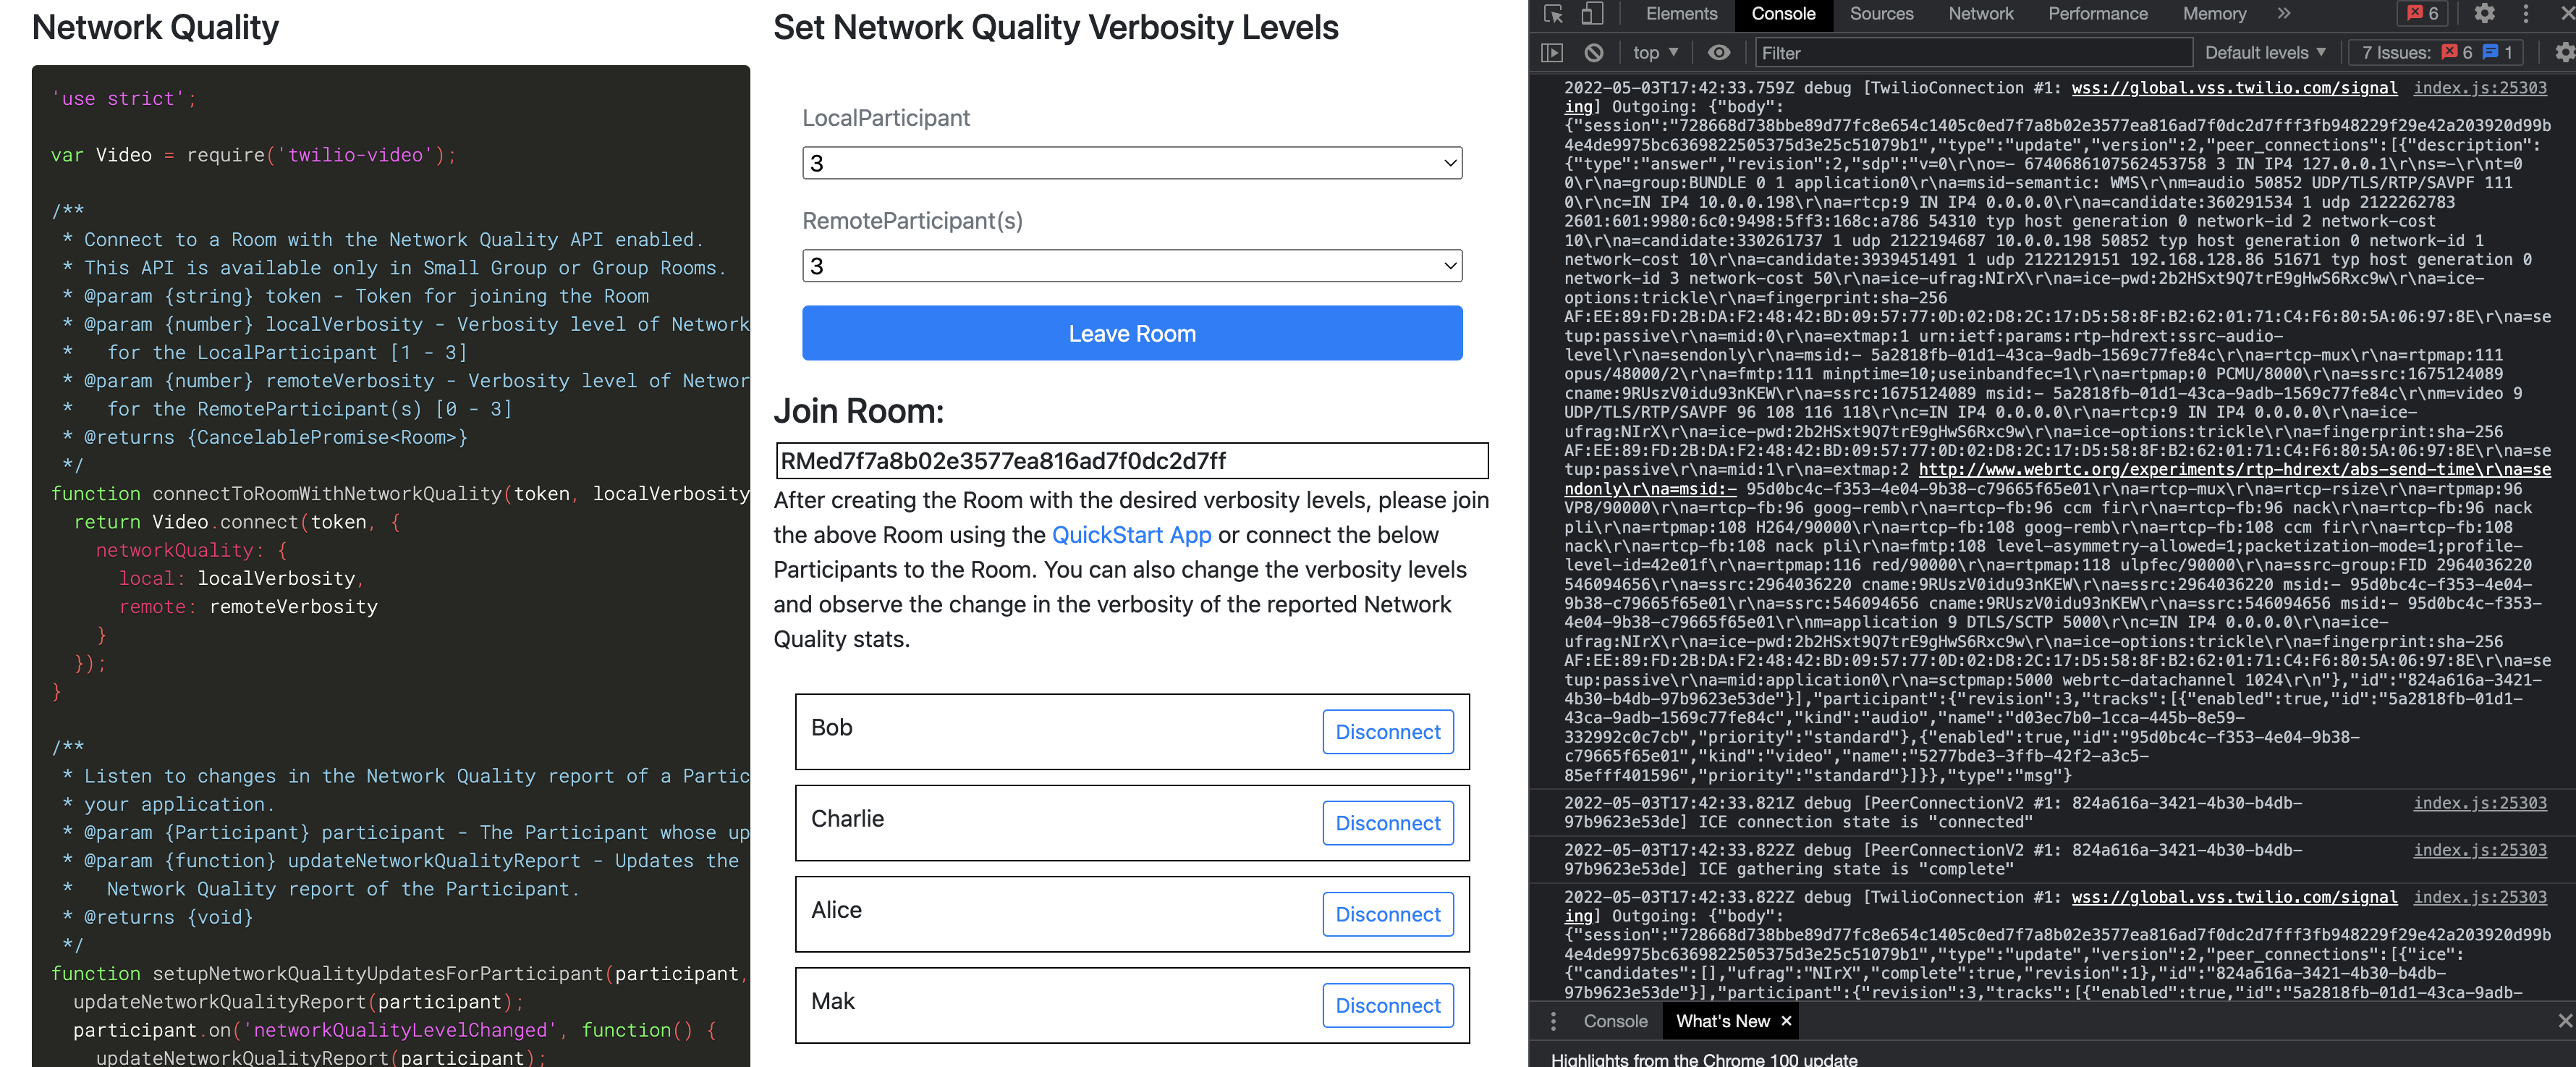 Network Quality
'use strict';
var Video = require('twilio-video');
/**
* Connect to a Room with the Network Quality API enabled.
* This API is available only in Small Group or Group Rooms.
* @param {string} token - Token for joining the Room
* @param {number} localVerbosity - Verbosity level of Network
*   for the LocalParticipant [1 - 3]
* @param {number} remoteVerbosity - Verbosity level of Networ
*   for the RemoteParticipant(s) [0 - 3]
* @returns {CancelablePromise<Room>}
*/
function connectToRoomWithNetworkQuality(token, localVerbosity
return Video.connect(token, {
networkQuality: {
local: localVerbosity,
remote: remoteVerbosity
}
});
}
/**
* Listen to changes in the Network Quality report of a Partic
* your application.
* @param {Participant} participant - The Participant whose up
* @param {function} updateNetworkQualityReport - Updates the
*   Network Quality report of the Participant.
* @returns {void}
*/
function setupNetworkQualityUpdatesForParticipant(participant,
updateNetworkQualityReport(participant);
participant.on('networkQualityLevelChanged', function() {
updateNetworkQualityReport(participant);
Set Network Quality Verbosity Levels
LocalParticipant
3
RemoteParticipant(s)
3
Leave Room
Join Room:
RMed7f7a8b02e3577ea816ad7f0dc2d7ff
After creating the Room with the desired verbosity levels, please join
the above Room using the QuickStart App or connect the below
Participants to the Room. You can also change the verbosity levels
and observe the change in the verbosity of the reported Network
Quality stats.
Bob Disconnect
Charlie Disconnect
Alice Disconnect
Mak Disconnect
Elements Console Sources Network Performance Memory » 6
top Filter Default levels 7 Issues: 6 1
2022-05-03T17:42:33.759Z debug [TwilioConnection #1: wss://global.vss.twilio.com/signal index.js:25303
ing] Outgoing: {"body":
{"session":"728668d738bbe89d77fc8e654c1405c0ed7f7a8b02e3577ea816ad7f0dc2d7fff3fb948229f29e42a203920d99b
4e4de9975bc6369822505375d3e25c51079b1","type":"update","version":2,"peer_connections":[{"description":
{"type":"answer","revision":2,"sdp":"v=0\r\no=- 6740686107562453758 3 IN IP4 127.0.0.1\r\ns=-\r\nt=0
0\r\na=group:BUNDLE 0 1 application0\r\na=msid-semantic: WMS\r\nm=audio 50852 UDP/TLS/RTP/SAVPF 111
0\r\nc=IN IP4 10.0.0.198\r\na=rtcp:9 IN IP4 0.0.0.0\r\na=candidate:360291534 1 udp 2122262783
2601:601:9980:6c0:9498:5ff3:168c:a786 54310 typ host generation 0 network-id 2 network-cost
10\r\na=candidate:330261737 1 udp 2122194687 10.0.0.198 50852 typ host generation 0 network-id 1
network-cost 10\r\na=candidate:3939451491 1 udp 2122129151 192.168.128.86 51671 typ host generation 0
network-id 3 network-cost 50\r\na=ice-ufrag:NIrX\r\na=ice-pwd:2b2HSxt9Q7trE9gHwS6Rxc9w\r\na=ice-
options:trickle\r\na=fingerprint:sha-256
AF:EE:89:FD:2B:DA:F2:48:42:BD:09:57:77:0D:02:D8:2C:17:D5:58:8F:B2:62:01:71:C4:F6:80:5A:06:97:8E\r\na=se
tup:passive\r\na=mid:0\r\na=extmap:1 urn:ietf:params:rtp-hdrext:ssrc-audio-
level\r\na=sendonly\r\na=msid:- 5a2818fb-01d1-43ca-9adb-1569c77fe84c\r\na=rtcp-mux\r\na=rtpmap:111
opus/48000/2\r\na=fmtp:111 minptime=10;useinbandfec=1\r\na=rtpmap:0 PCMU/8000\r\na=ssrc:1675124089
cname:9RUszV0idu93nKEW\r\na=ssrc:1675124089 msid:- 5a2818fb-01d1-43ca-9adb-1569c77fe84c\r\nm=video 9
UDP/TLS/RTP/SAVPF 96 108 116 118\r\nc=IN IP4 0.0.0.0\r\na=rtcp:9 IN IP4 0.0.0.0\r\na=ice-
ufrag:NIrX\r\na=ice-pwd:2b2HSxt9Q7trE9gHwS6Rxc9w\r\na=ice-options:trickle\r\na=fingerprint:sha-256
AF:EE:89:FD:2B:DA:F2:48:42:BD:09:57:77:0D:02:D8:2C:17:D5:58:8F:B2:62:01:71:C4:F6:80:5A:06:97:8E\r\na=se
tup:passive\r\na=mid:1\r\na=extmap:2 http://www.webrtc.org/experiments/rtp-hdrext/abs-send-time\r\na=se
ndonly\r\na=msid:- 95d0bc4c-f353-4e04-9b38-c79665f65e01\r\na=rtcp-mux\r\na=rtcp-rsize\r\na=rtpmap:96
VP8/90000\r\na=rtcp-fb:96 goog-remb\r\na=rtcp-fb:96 ccm fir\r\na=rtcp-fb:96 nack\r\na=rtcp-fb:96 nack
pli\r\na=rtpmap:108 H264/90000\r\na=rtcp-fb:108 goog-remb\r\na=rtcp-fb:108 ccm fir\r\na=rtcp-fb:108
nack\r\na=rtcp-fb:108 nack pli\r\na=fmtp:108 level-asymmetry-allowed=1;packetization-mode=1;profile-
level-id=42e01f\r\na=rtpmap:116 red/90000\r\na=rtpmap:118 ulpfec/90000\r\na=ssrc-group:FID 2964036220
546094656\r\na=ssrc:2964036220 cname:9RUszV0idu93nKEW\r\na=ssrc:2964036220 msid:- 95d0bc4c-f353-4e04-
9b38-c79665f65e01\r\na=ssrc:546094656 cname:9RUszV0idu93nKEW\r\na=ssrc:546094656 msid:- 95d0bc4c-f353-
4e04-9b38-c79665f65e01\r\nm=application 9 DTLS/SCTP 5000\r\nc=IN IP4 0.0.0.0\r\na=ice-
ufrag:NIrX\r\na=ice-pwd:2b2HSxt9Q7trE9gHwS6Rxc9w\r\na=ice-options:trickle\r\na=fingerprint:sha-256
AF:EE:89:FD:2B:DA:F2:48:42:BD:09:57:77:0D:02:D8:2C:17:D5:58:8F:B2:62:01:71:C4:F6:80:5A:06:97:8E\r\na=se
tup:passive\r\na=mid:application0\r\na=sctpmap:5000 webrtc-datachannel 1024\r\n"},"id":"824a616a-3421-
4b30-b4db-97b9623e53de"}],"participant":{"revision":3,"tracks":[{"enabled":true,"id":"5a2818fb-01d1-
43ca-9adb-1569c77fe84c","kind":"audio","name":"d03ec7b0-1cca-445b-8e59-
332992c0c7cb","priority":"standard"},{"enabled":true,"id":"95d0bc4c-f353-4e04-9b38-
c79665f65e01","kind":"video","name":"5277bde3-3ffb-42f2-a3c5-
85efff401596","priority":"standard"}]}},"type":"msg"}
2022-05-03T17:42:33.821Z debug [PeerConnectionV2 #1: 824a616a-3421-4b30-b4db- index.js:25303
97b9623e53de] ICE connection state is "connected"
2022-05-03T17:42:33.822Z debug [PeerConnectionV2 #1: 824a616a-3421-4b30-b4db- index.js:25303
97b9623e53de] ICE gathering state is "complete"
2022-05-03T17:42:33.822Z debug [TwilioConnection #1: wss://global.vss.twilio.com/signal index.js:25303
ing] Outgoing: {"body":
{"session":"728668d738bbe89d77fc8e654c1405c0ed7f7a8b02e3577ea816ad7f0dc2d7fff3fb948229f29e42a203920d99b
4e4de9975bc6369822505375d3e25c51079b1","type":"update","version":2,"peer_connections":[{"ice":
{"candidates":[],"ufrag":"NIrX","complete":true,"revision":1},"id":"824a616a-3421-4b30-b4db-
97b9623e53de"}],"participant":{"revision":3,"tracks":[{"enabled":true,"id":"5a2818fb-01d1-43ca-9adb-
Console What's New ×
Highlights from the Chrome 100 update